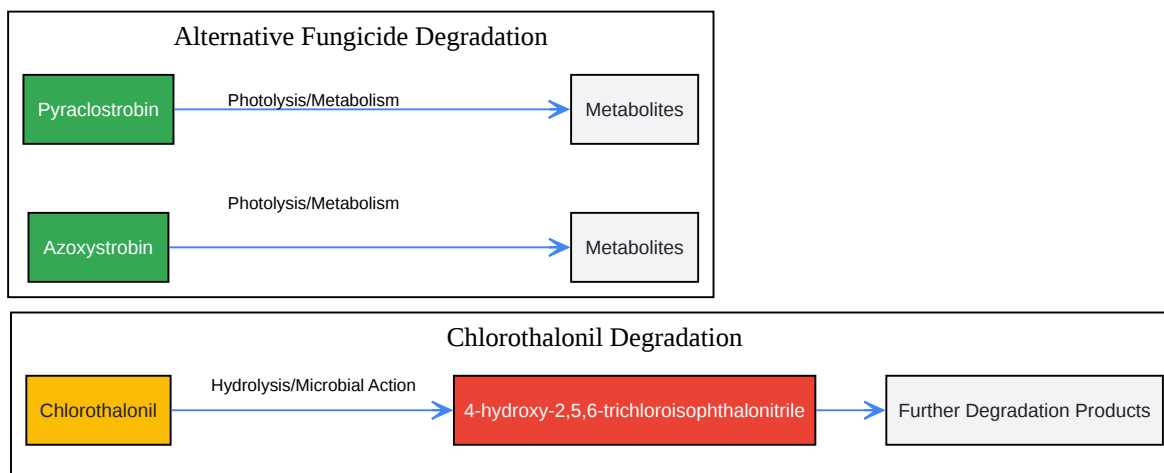 Alternative Fungicide Degradation
Pyraclostrobin
Photolysis/Metabolism
Metabolites
Photolysis/Metabolism
Azoxystrobin
Metabolites
Chlorothalonil Degradation
Chlorothalonil
Hydrolysis/Microbial Action
4-hydroxy-2,5,6-trichloroisophthalonitrile
Further Degradation Products